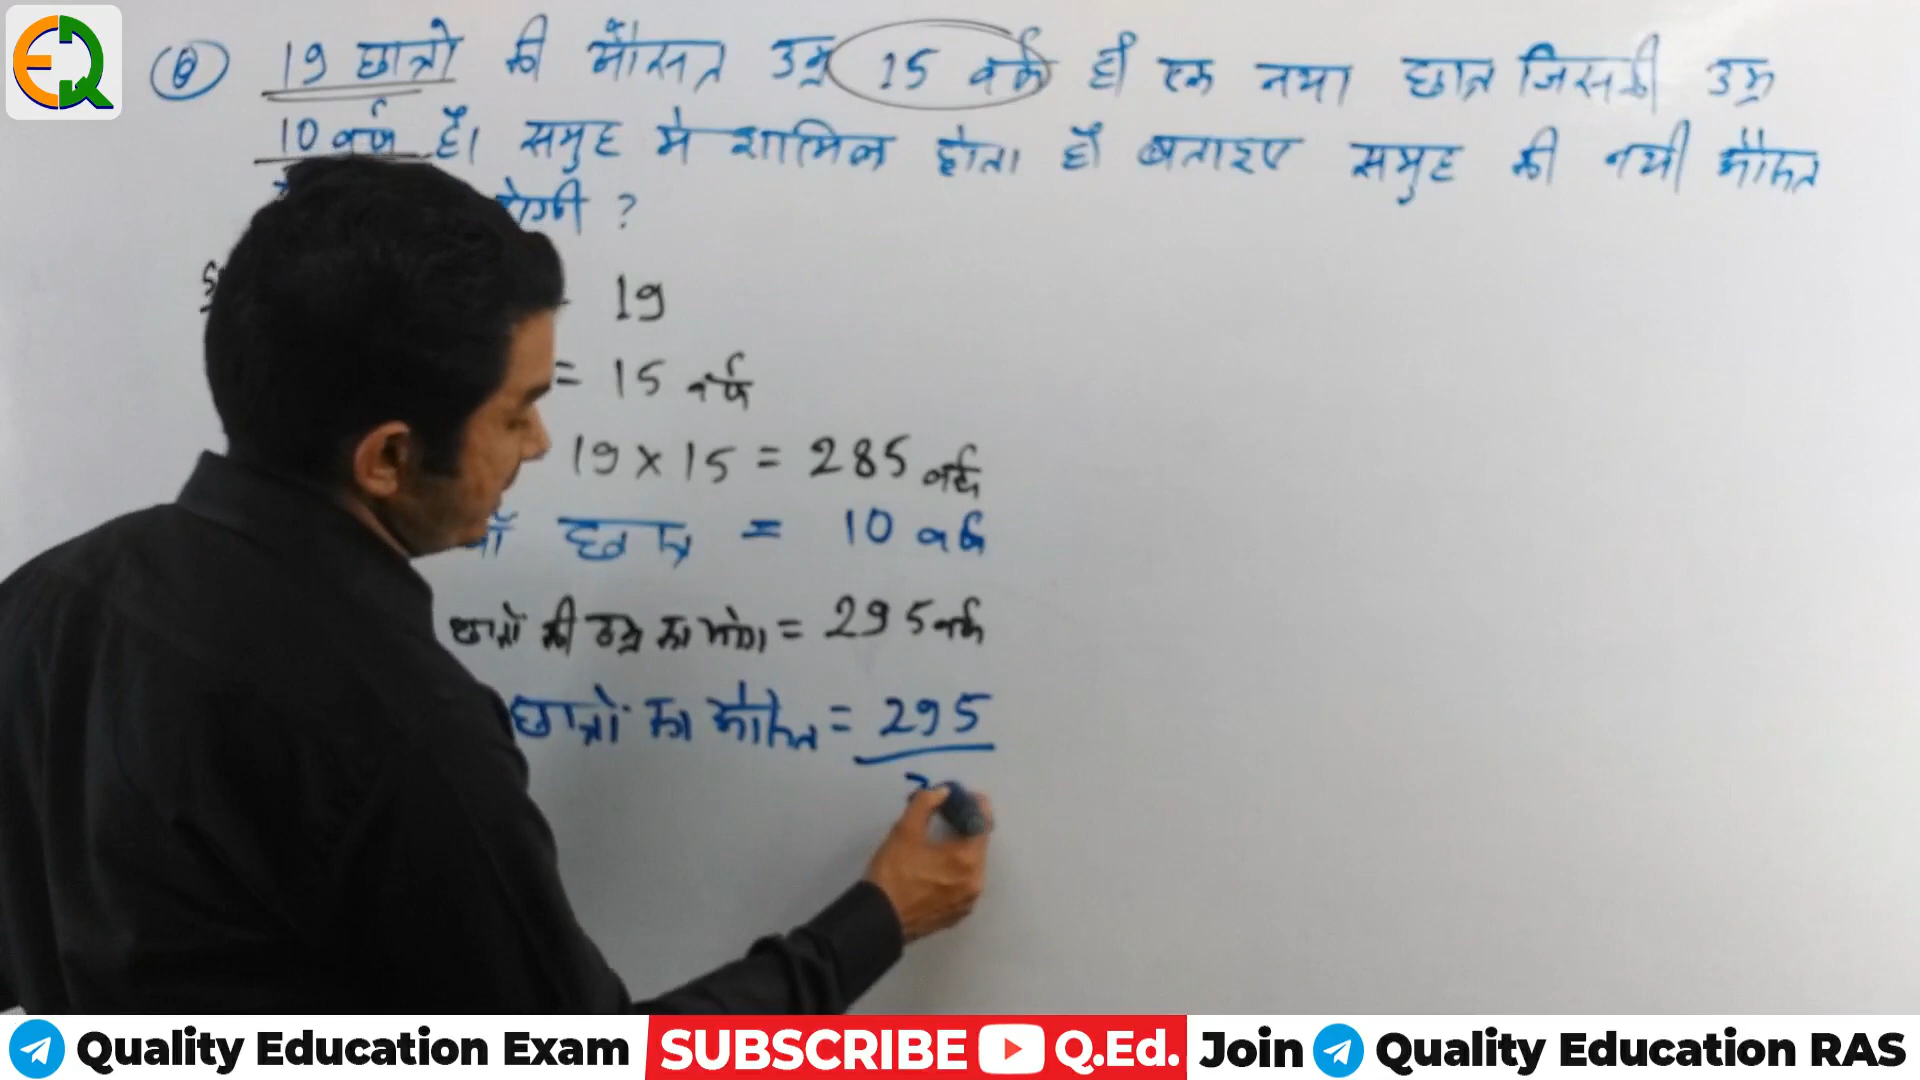 EQ
Q 19 छात्रो की औसत उम्र 15 वर्ष है एक नया छात्र जिसकी उम्र
10 वर्ष है। समुह मे शामिल होता है बताइए समुह की नयी औसत
होगी ?
19
= 15 वर्ष
19 × 15 = 285 वर्ष
वाँ छात्र = 10 वर्ष
छात्रों की उम्र का योग = 295 वर्ष
छात्रों का औसत = 295
Quality Education Exam SUBSCRIBE Q.Ed. Join Quality Education RAS